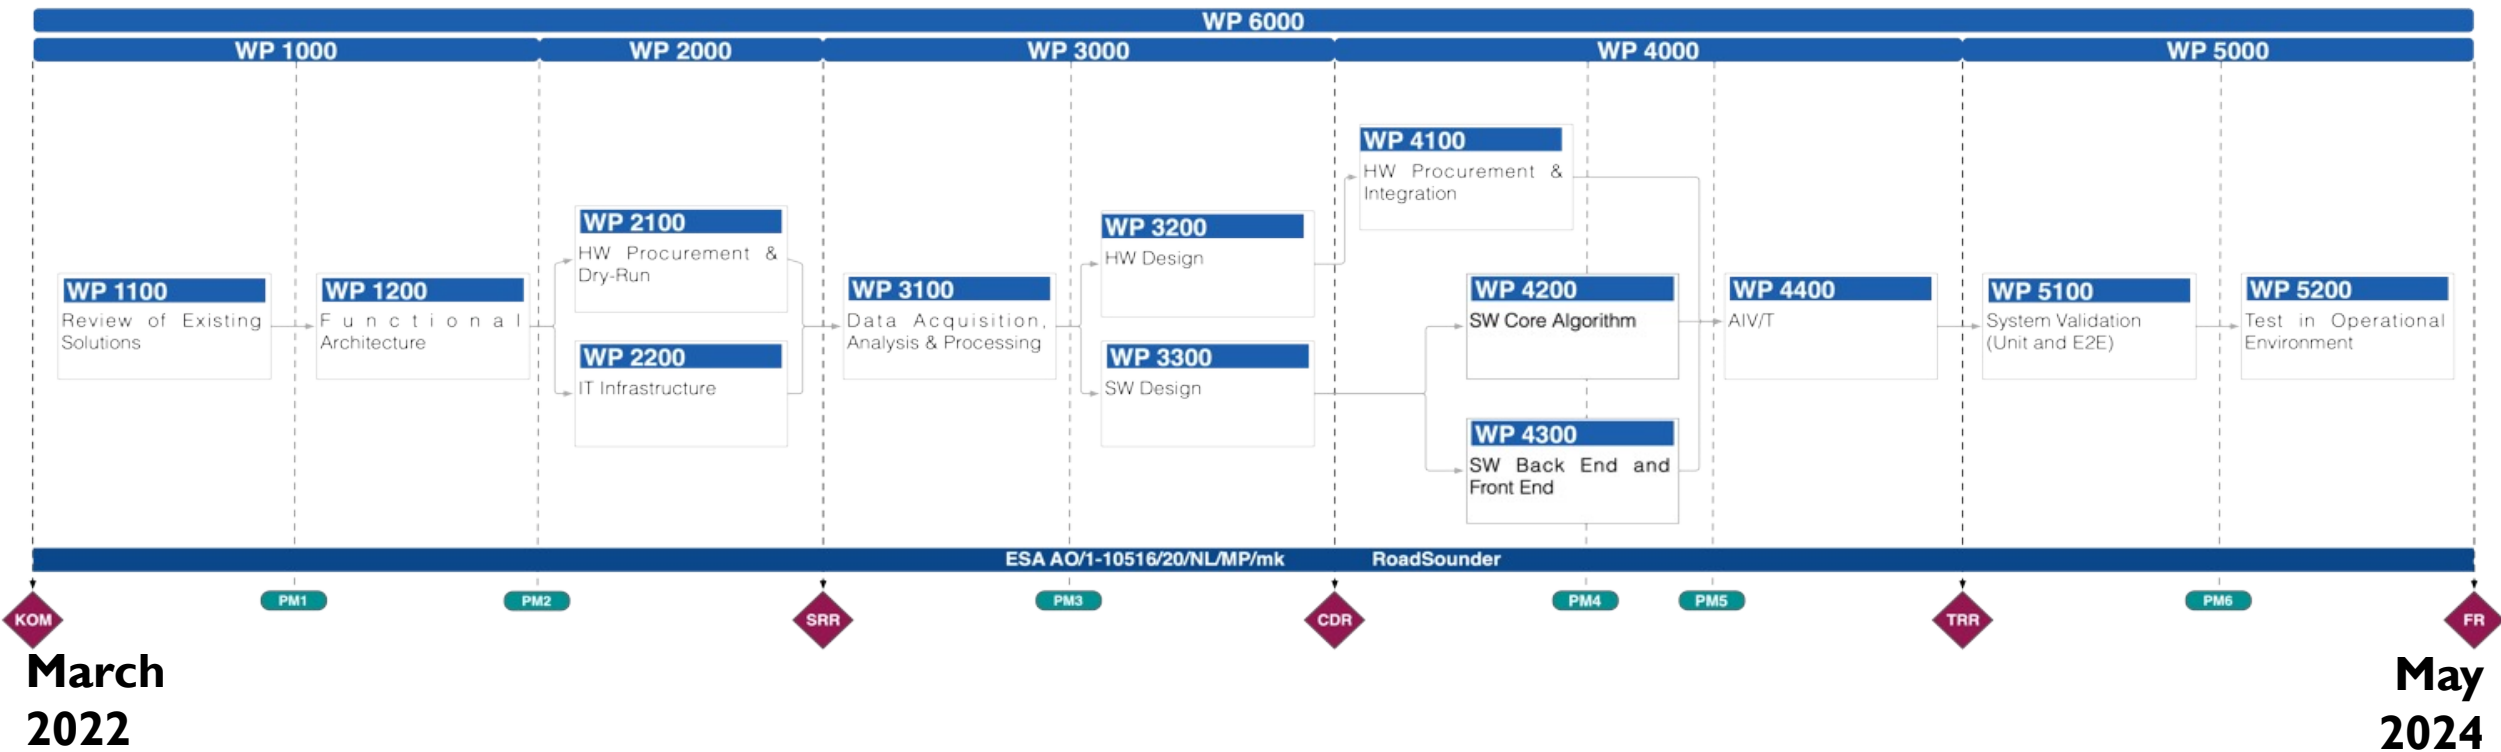 WP 6000
WP 1000
WP 2000
WP 3000
WP 4000
WP 5000
WP 1100
Review of Existing
Solutions
WP 1200
Functional
Architecture
WP 2100
HW Procurement &
Dry-Run
WP 2200
IT Infrastructure
WP 3100
Data Acquisition,
Analysis & Processing
WP 3200
HW Design
WP 3300
SW Design
WP 4100
HW Procurement &
Integration
WP 4200
SW Core Algorithm
WP 4300
SW Back End and
Front End
WP 4400
AIV/T
WP 5100
System Validation
(Unit and E2E)
WP 5200
Test in Operational
Environment
ESA AO/1-10516/20/NL/MP/mk RoadSounder
KOM
PM1
PM2
SRR
PM3
CDR
PM4
PM5
TRR
PM6
FR
March
2022
May
2024